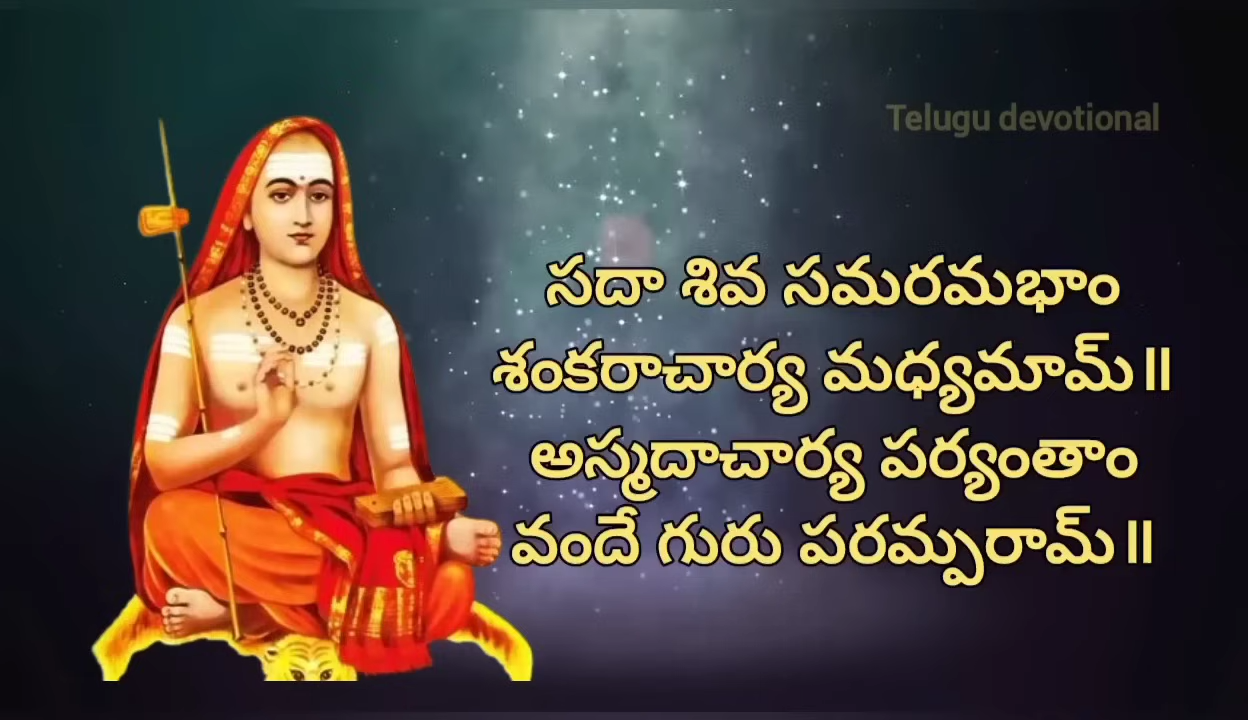 Telugu devotional
సదా శివ సమరమభాం
శంకరాచార్య మధ్యమామ్॥
అస్మదాచార్య పర్యంతాం
వందే గురు పరమ్పరామ్॥